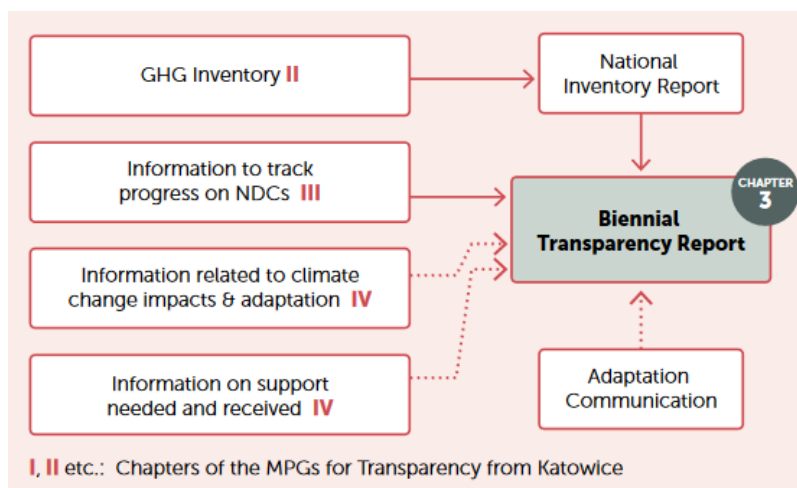 GHG Inventory II
National
Inventory Report
Information to track
progress on NDCs III
CHAPTER
3
Biennial
Transparency Report
Information related to climate
change impacts & adaptation IV
Information on support
needed and received IV
Adaptation
Communication
I, II etc.: Chapters of the MPGs for Transparency from Katowice